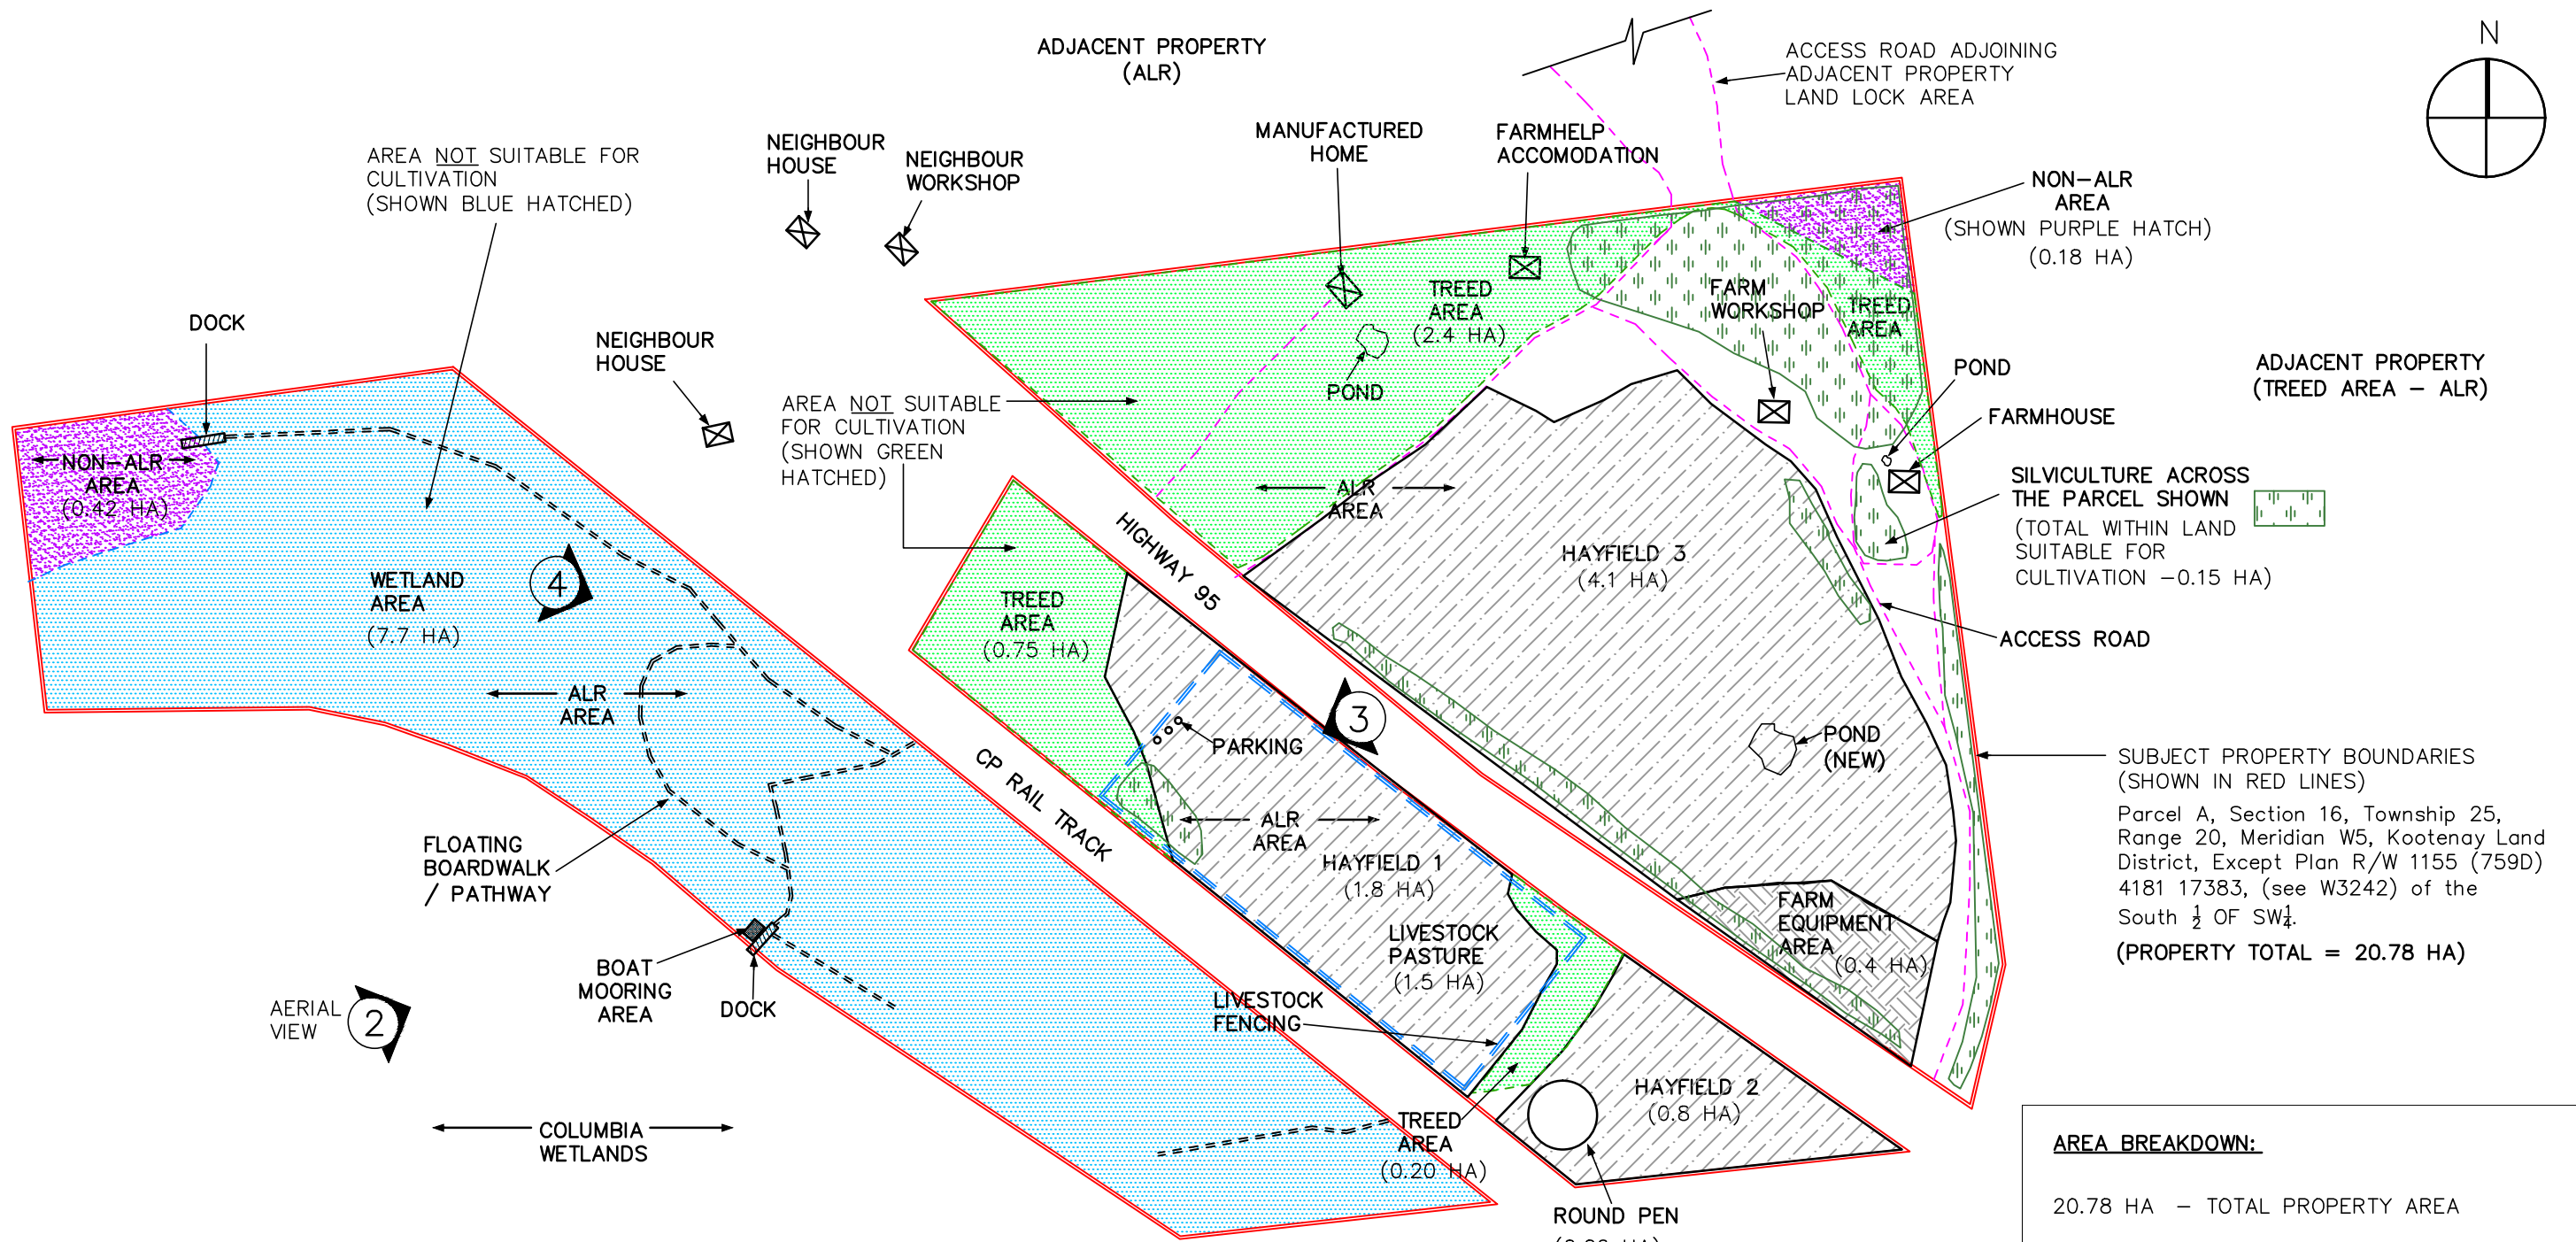 ADJACENT PROPERTY
(ALR)
ACCESS ROAD ADJOINING
ADJACENT PROPERTY
LAND LOCK AREA
N
AREA NOT SUITABLE FOR
CULTIVATION
(SHOWN BLUE HATCHED)
NEIGHBOUR
HOUSE
NEIGHBOUR
WORKSHOP
MANUFACTURED
HOME
FARMHELP
ACCOMODATION
NON-ALR
AREA
(SHOWN PURPLE HATCH)
(0.18 HA)
DOCK
NEIGHBOUR
HOUSE
TREED
AREA
(2.4 HA)
POND
FARM
WORKSHOP
TREED
AREA
ADJACENT PROPERTY
(TREED AREA - ALR)
POND
FARMHOUSE
AREA NOT SUITABLE
FOR CULTIVATION
(SHOWN GREEN
HATCHED)
NON-ALR
AREA
(0.42 HA)
ALR
AREA
SILVICULTURE ACROSS
THE PARCEL SHOWN
(TOTAL WITHIN LAND
SUITABLE FOR
CULTIVATION -0.15 HA)
HIGHWAY 95
HAYFIELD 3
(4.1 HA)
WETLAND
AREA
(7.7 HA)
4
TREED
AREA
(0.75 HA)
ACCESS ROAD
ALR
AREA
3
PARKING
POND
(NEW)
SUBJECT PROPERTY BOUNDARIES
(SHOWN IN RED LINES)
Parcel A, Section 16, Township 25,
Range 20, Meridian W5, Kootenay Land
District, Except Plan R/W 1155 (759D)
4181 17383, (see W3242) of the
South ½ OF SW¼.
(PROPERTY TOTAL = 20.78 HA)
CP RAIL TRACK
ALR
AREA
HAYFIELD 1
(1.8 HA)
FLOATING
BOARDWALK
/ PATHWAY
LIVESTOCK
PASTURE
(1.5 HA)
FARM
EQUIPMENT
AREA
(0.4 HA)
BOAT
MOORING
AREA
DOCK
LIVESTOCK
FENCING
AERIAL
VIEW
2
COLUMBIA
WETLANDS
TREED
AREA
(0.20 HA)
HAYFIELD 2
(0.8 HA)
ROUND PEN
AREA BREAKDOWN:
20.78 HA - TOTAL PROPERTY AREA